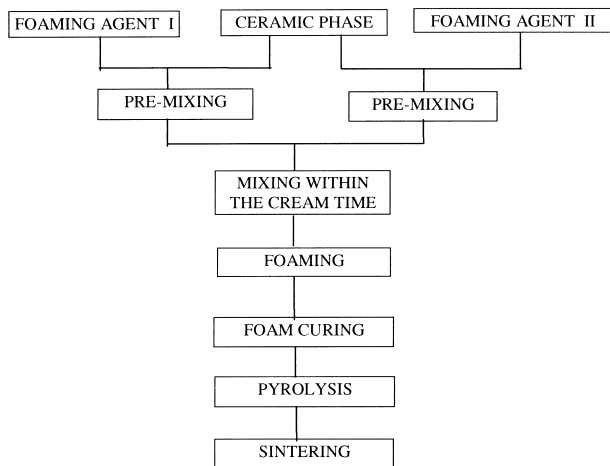 FOAMING AGENT I
CERAMIC PHASE
FOAMING AGENT II
PRE-MIXING
PRE-MIXING
MIXING WITHIN
THE CREAM TIME
FOAMING
FOAM CURING
PYROLYSIS
SINTERING